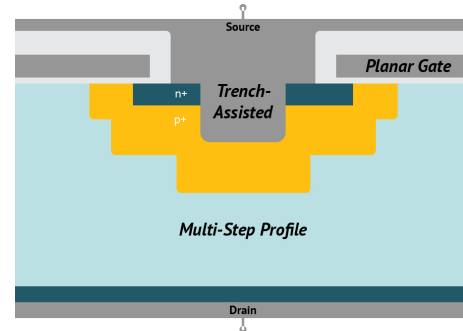 Source
Planar Gate
n+
Trench-
Assisted
p+
Multi-Step Profile
Drain